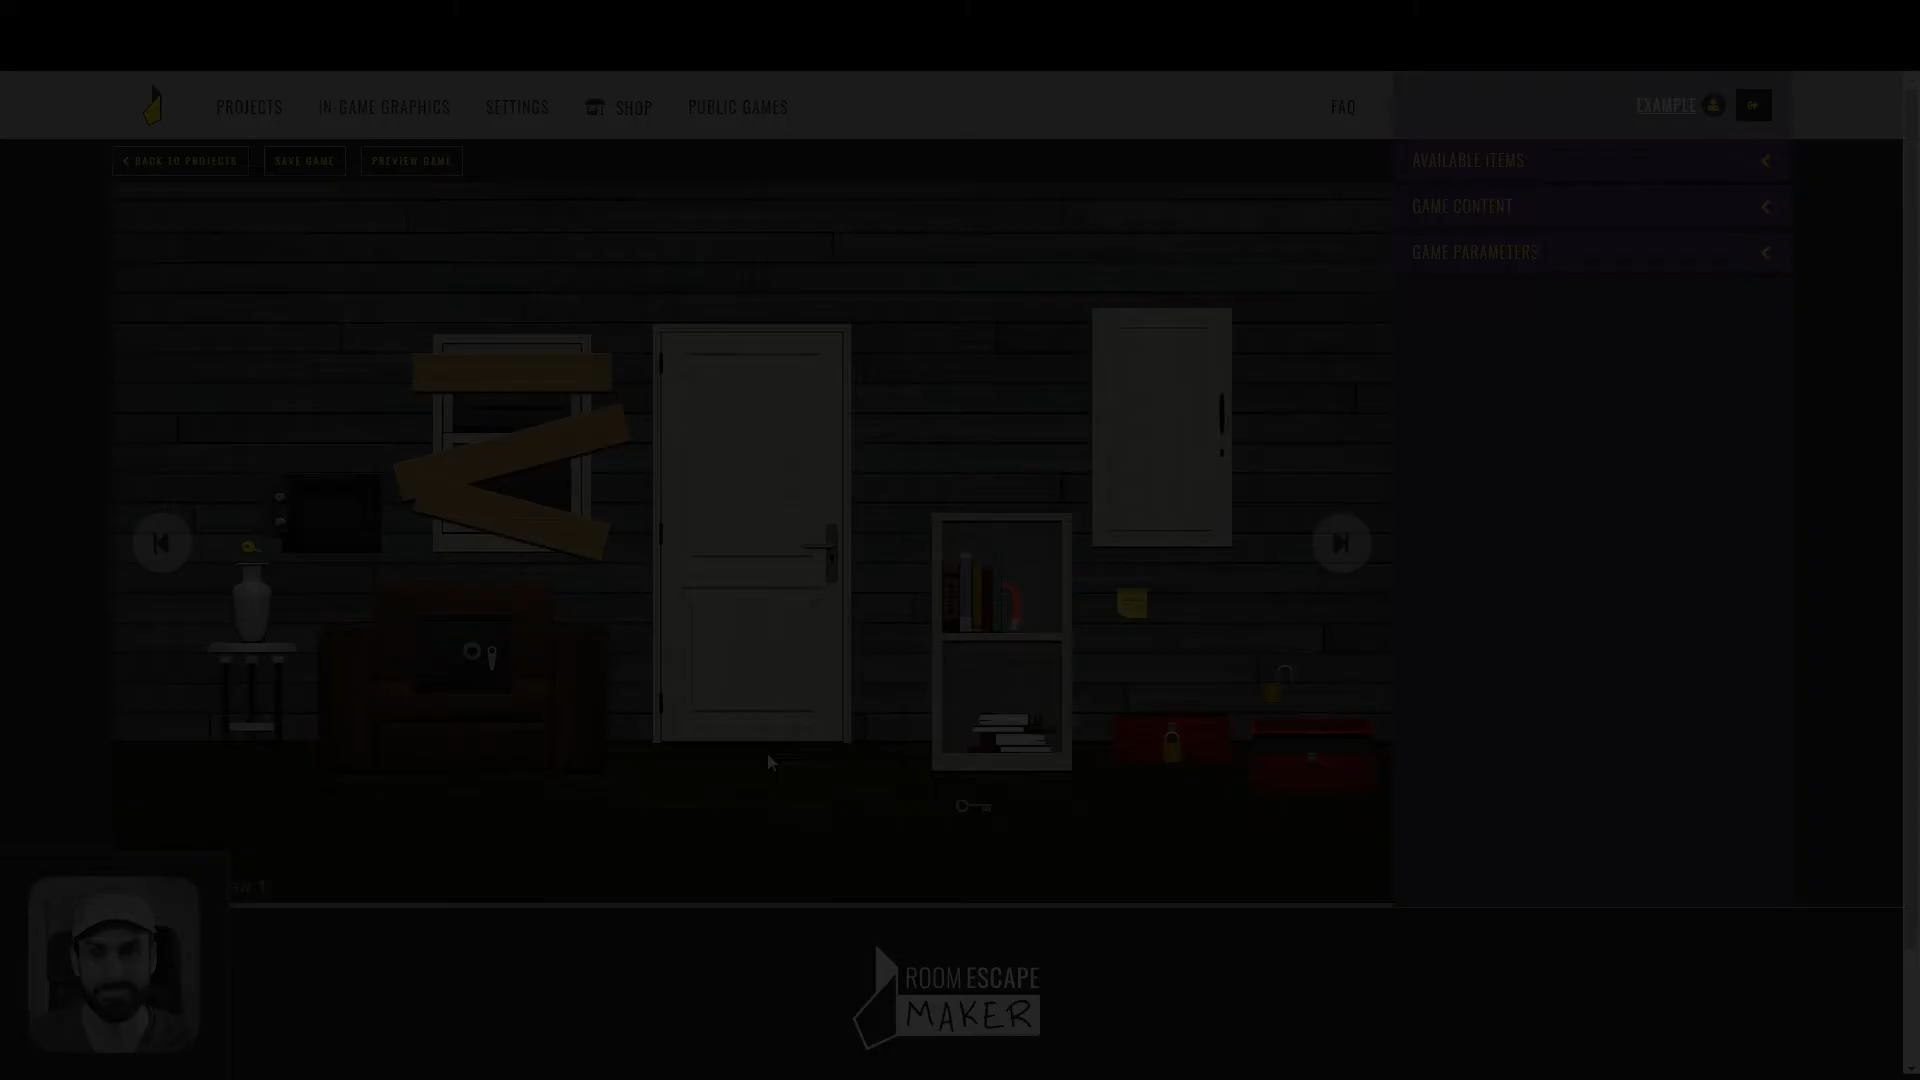 PROJECTS
IN-GAME GRAPHICS
SETTINGS
SHOP
PUBLIC GAMES
FAQ
EXAMPLE
BACK TO PROJECTS
SAVE GAME
PREVIEW GAME
AVAILABLE ITEMS
GAME CONTENT
GAME PARAMETERS
ROOM ESCAPE
MAKER